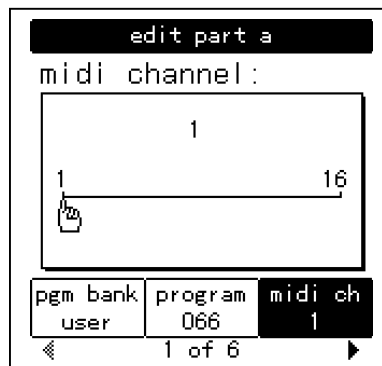 edit part a
midi channel:
1
1 16
pgm bank program midi ch
user 066 1
1 of 6